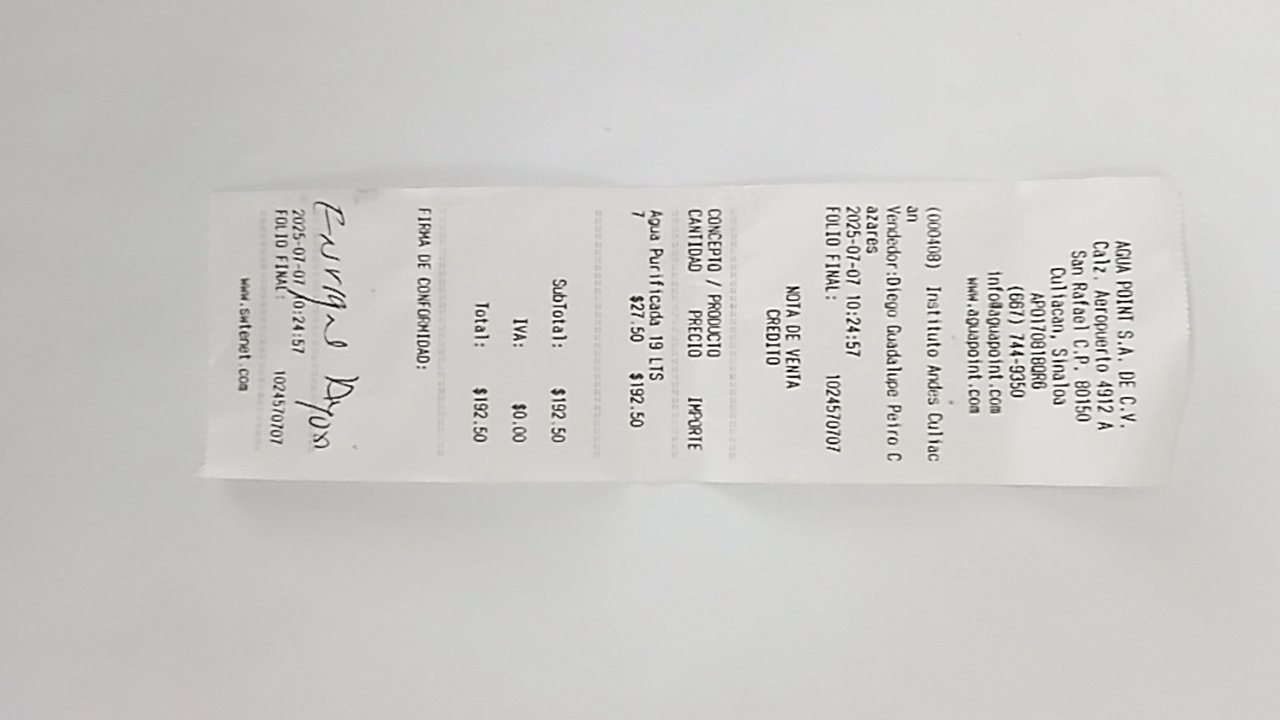 AGUA POINT S.A. DE C.V.
Calz. Aeropuerto 4912 A
San Rafael C.P. 80150
Culiacan, Sinaloa
APO170818QR6
(667) 744-9350
info@aguapoint.com
www.aguapoint.com
(000408) Instituto Andes Culiac
an
Vendedor:Diego Guadalupe Peiro C
azares
2025-07-07 10:24:57
FOLIO FINAL: 1024570707
NOTA DE VENTA
CREDITO
CONCEPTO / PRODUCTO
CANTIDAD PRECIO IMPORTE
Agua Purificada 19 LTS
7 $27.50 $192.50
SubTotal: $192.50
IVA: $0.00
Total: $192.50
FIRMA DE CONFORMIDAD:
2025-07-07 10:24:57
FOLIO FINAL: 1024570707
www.swtenet.com